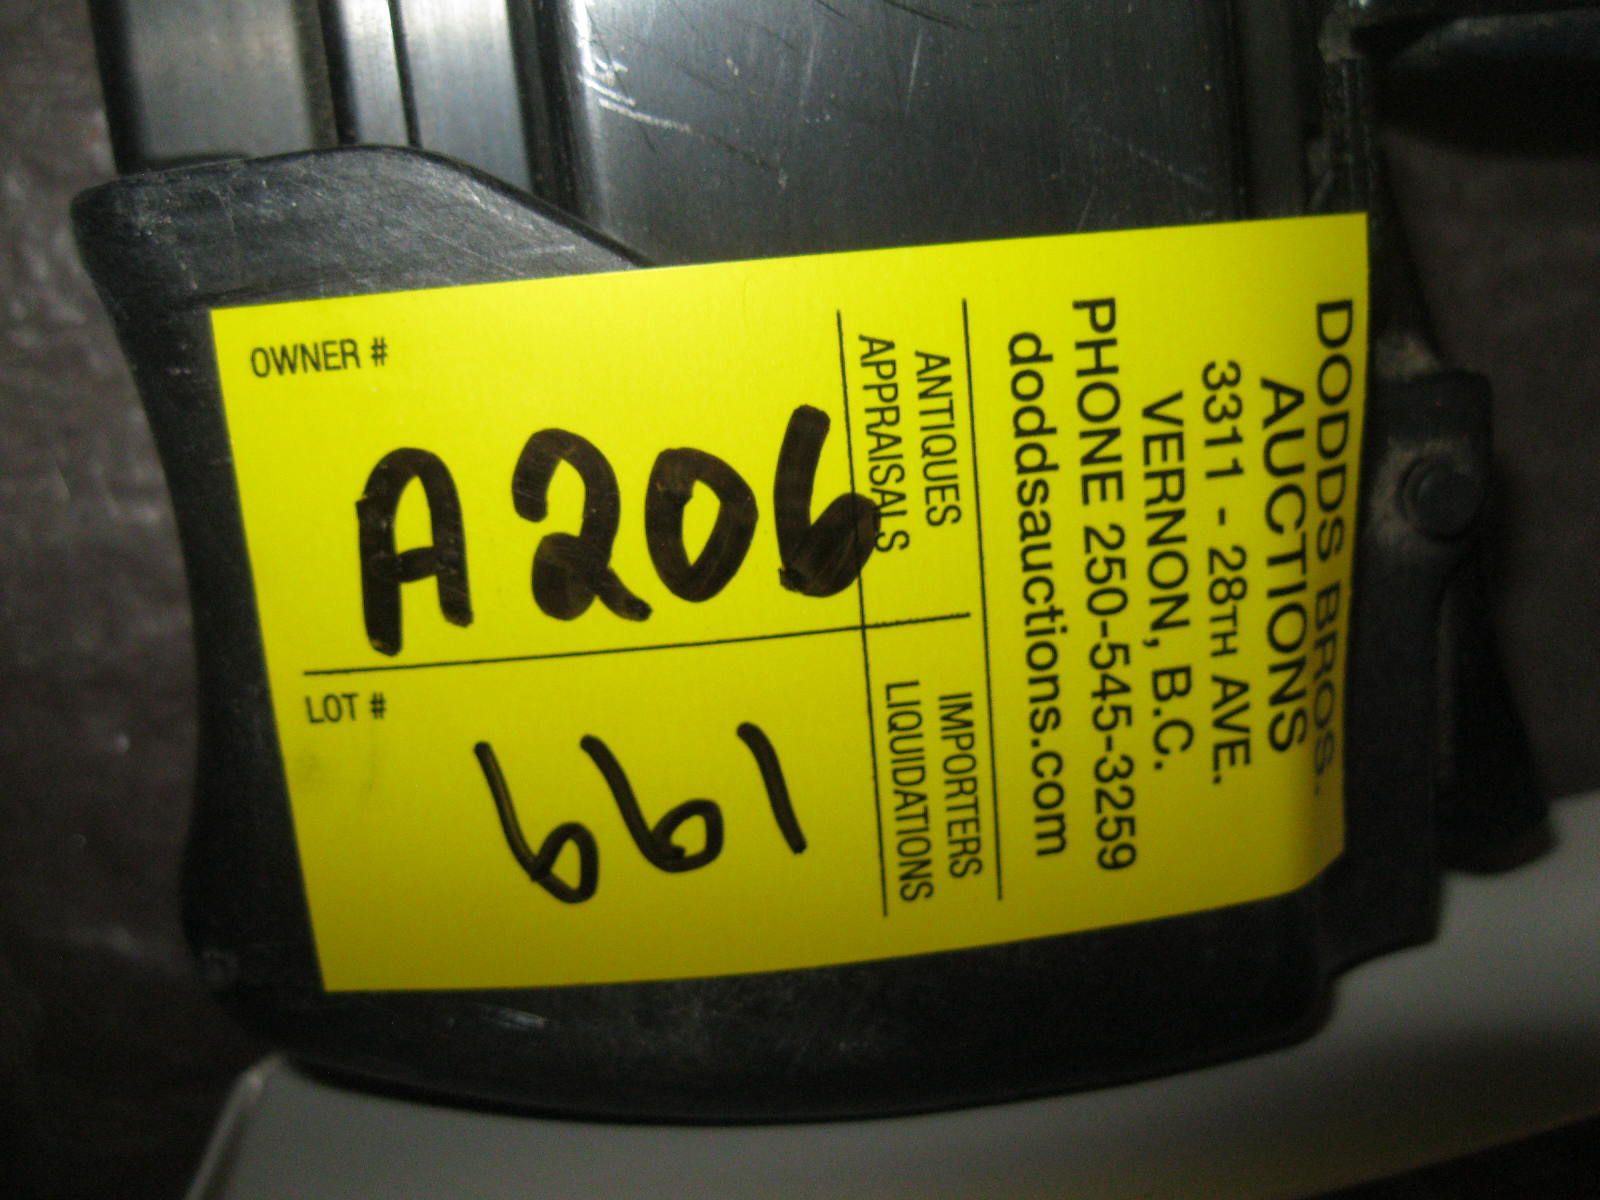 DODDS BROS.
AUCTIONS
3311 - 28TH AVE.
VERNON, B.C.
PHONE 250-545-3259
doddsauctions.com
ANTIQUES IMPORTERS
APPRAISALS LIQUIDATIONS
OWNER #
A206
LOT #
661